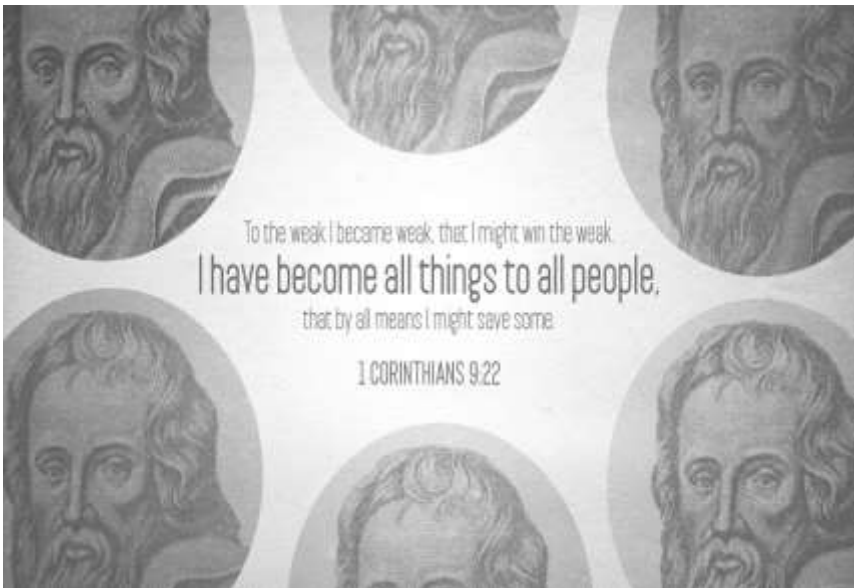 To the weak I became weak, that I might win the weak.
I have become all things to all people,
that by all means I might save some.
1 CORINTHIANS 9:22